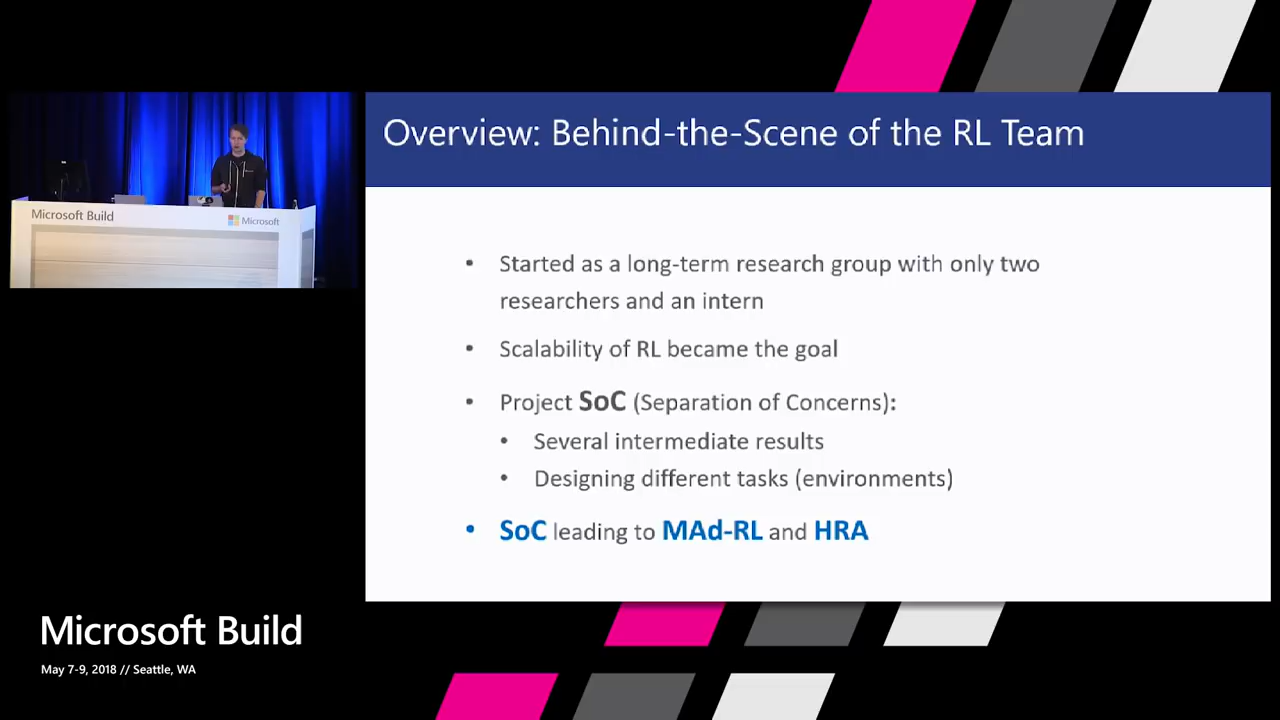 Overview: Behind-the-Scene of the RL Team
Microsoft Build
Microsoft
• Started as a long-term research group with only two
researchers and an intern
• Scalability of RL became the goal
• Project SoC (Separation of Concerns):
• Several intermediate results
• Designing different tasks (environments)
• SoC leading to MAd-RL and HRA
Microsoft Build
May 7-9, 2018 // Seattle, WA